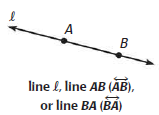 ℓ
A
B
line ℓ, line AB (A͡B),
or line BA (B͡A)